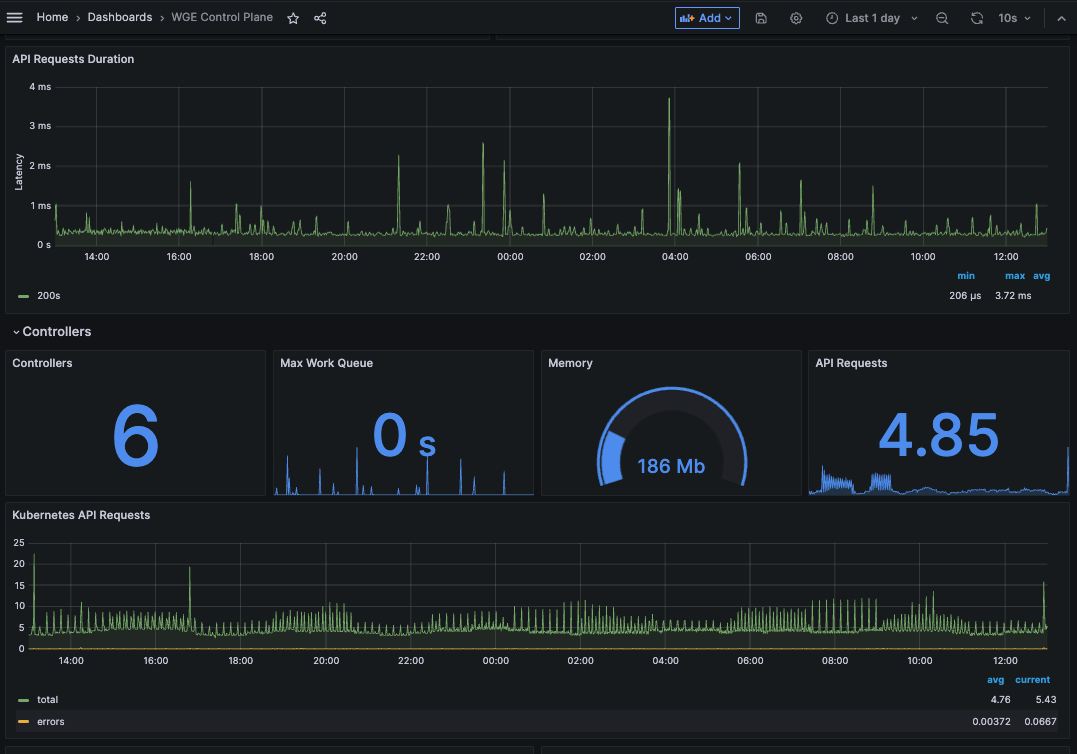 Home › Dashboards › WGE Control Plane Add Last 1 day 10s
API Requests Duration
4 ms
3 ms
2 ms
1 ms
0 s
Latency
14:00 16:00 18:00 20:00 22:00 00:00 02:00 04:00 06:00 08:00 10:00 12:00
min max avg
200s 206 µs 3.72 ms
Controllers
Controllers
6
Max Work Queue
0 s
Memory
186 Mb
API Requests
4.85
Kubernetes API Requests
25
20
15
10
5
0
14:00 16:00 18:00 20:00 22:00 00:00 02:00 04:00 06:00 08:00 10:00 12:00
avg current
total 4.76 5.43
errors 0.00372 0.0667